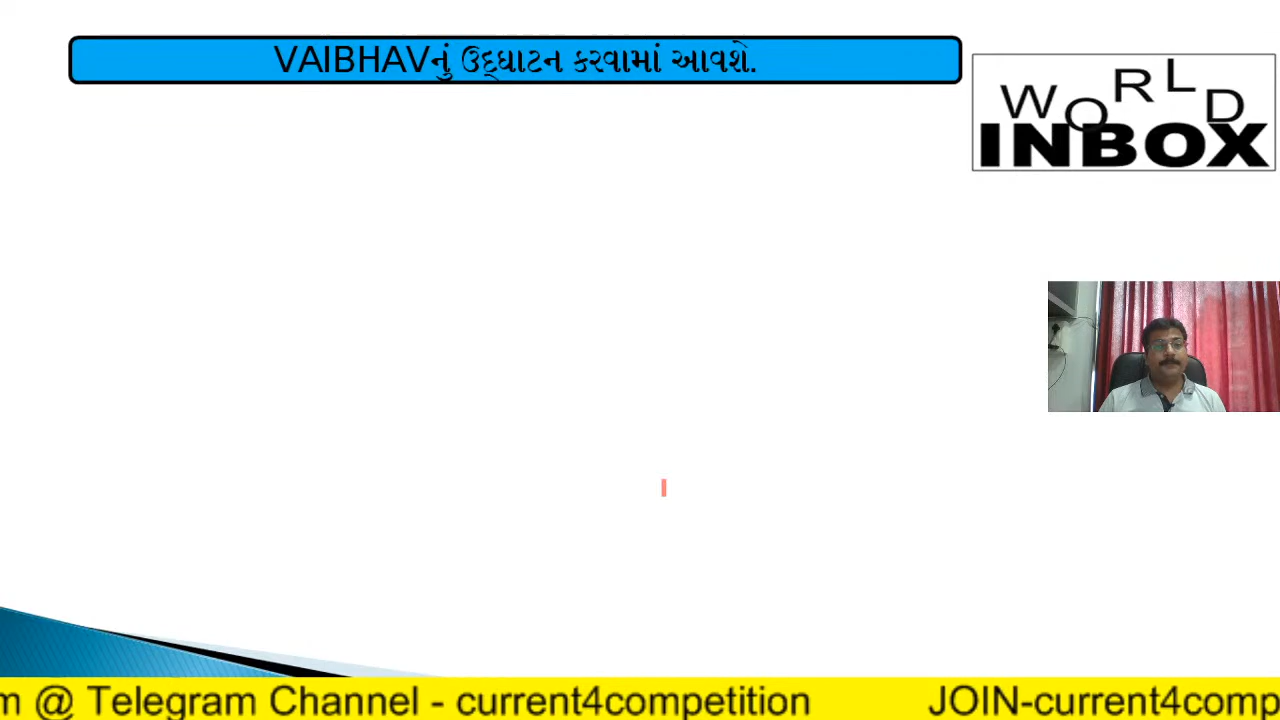 VAIBHAVનું ઉદ્ઘાટન કરવામાં આવશે.
WORLD
INBOX
m @ Telegram Channel - current4competition JOIN-current4comp